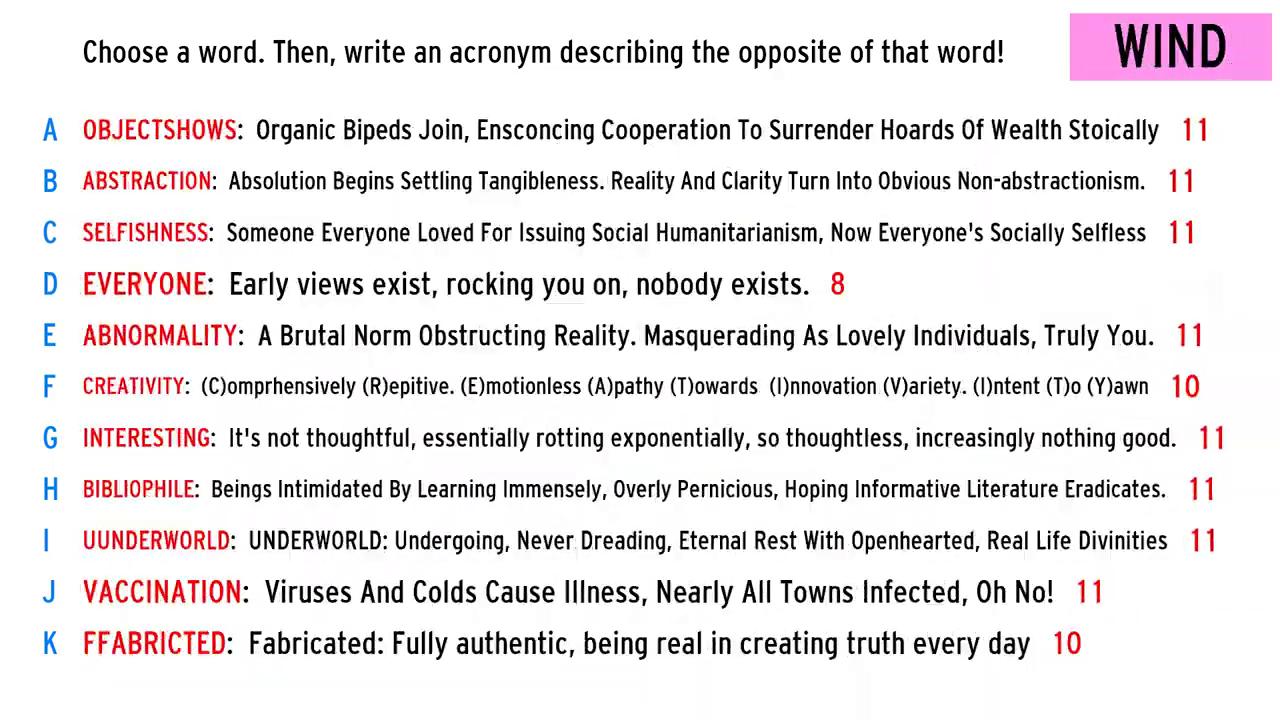 Choose a word. Then, write an acronym describing the opposite of that word! WIND
A OBJECTSHOWS: Organic Bipeds Join, Ensconcing Cooperation To Surrender Hoards Of Wealth Stoically 11
B ABSTRACTION: Absolution Begins Settling Tangibleness. Reality And Clarity Turn Into Obvious Non-abstractionism. 11
C SELFISHNESS: Someone Everyone Loved For Issuing Social Humanitarianism, Now Everyone's Socially Selfless 11
D EVERYONE: Early views exist, rocking you on, nobody exists. 8
E ABNORMALITY: A Brutal Norm Obstructing Reality. Masquerading As Lovely Individuals, Truly You. 11
F CREATIVITY: (C)omprhensively (R)epitive. (E)motionless (A)pathy (T)owards (I)nnovation (V)ariety. (I)ntent (T)o (Y)awn 10
G INTERESTING: It's not thoughtful, essentially rotting exponentially, so thoughtless, increasingly nothing good. 11
H BIBLIOPHILE: Beings Intimidated By Learning Immensely, Overly Pernicious, Hoping Informative Literature Eradicates. 11
I UUNDERWORLD: UNDERWORLD: Undergoing, Never Dreading, Eternal Rest With Openhearted, Real Life Divinities 11
J VACCINATION: Viruses And Colds Cause Illness, Nearly All Towns Infected, Oh No! 11
K FFABRICTED: Fabricated: Fully authentic, being real in creating truth every day 10